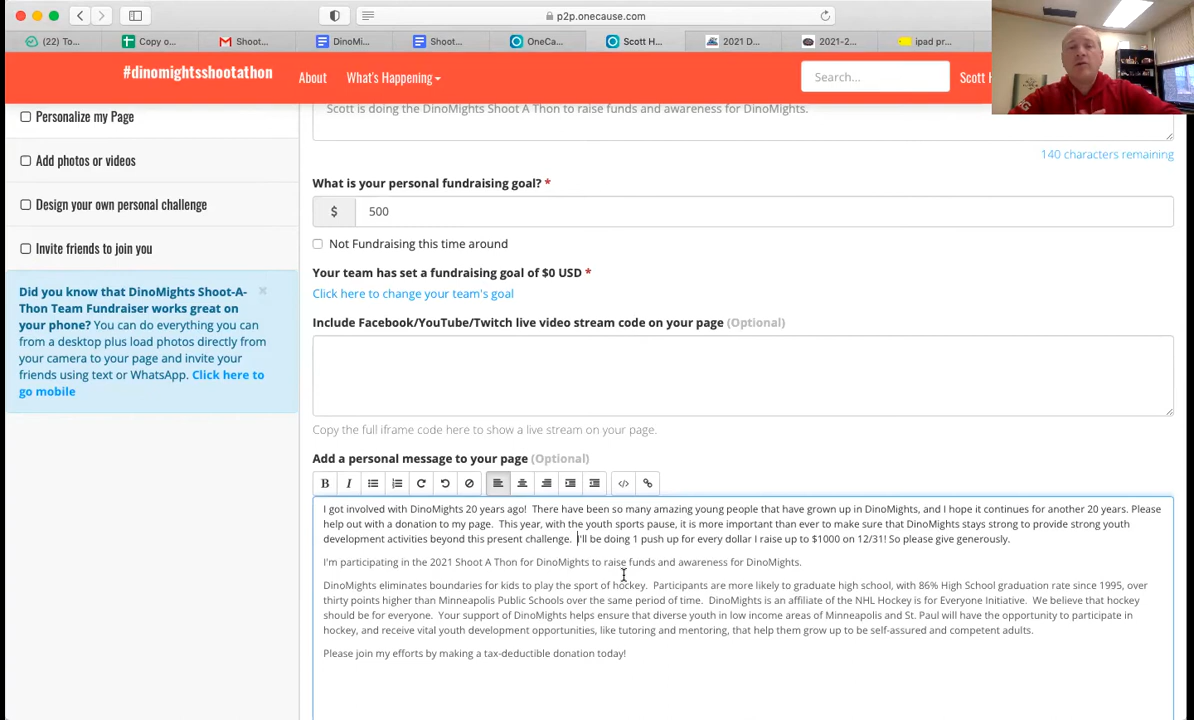 p2p.onecause.com
(22) To...
Copy o...
Shoot...
DinoMi...
Shoot...
OneCa...
Scott H...
2021 D...
2021-2...
ipad pr...
#dinomightsshootathon
About
What's Happening
Search...
Scott H
Personalize my Page
Add photos or videos
Design your own personal challenge
Invite friends to join you
Did you know that DinoMights Shoot-A-
Thon Team Fundraiser works great on
your phone? You can do everything you can
from a desktop plus load photos directly from
your camera to your page and invite your
friends using text or WhatsApp. Click here to
go mobile
Scott is doing the DinoMights Shoot A Thon to raise funds and awareness for DinoMights.
140 characters remaining
What is your personal fundraising goal? *
$ 500
Not Fundraising this time around
Your team has set a fundraising goal of $0 USD *
Click here to change your team's goal
Include Facebook/YouTube/Twitch live video stream code on your page (Optional)
Copy the full iframe code here to show a live stream on your page.
Add a personal message to your page (Optional)
B I
I got involved with DinoMights 20 years ago! There have been so many amazing young people that have grown up in DinoMights, and I hope it continues for another 20 years. Please
help out with a donation to my page. This year, with the youth sports pause, it is more important than ever to make sure that DinoMights stays strong to provide strong youth
development activities beyond this present challenge. I'll be doing 1 push up for every dollar I raise up to $1000 on 12/31! So please give generously.
I'm participating in the 2021 Shoot A Thon for DinoMights to raise funds and awareness for DinoMights.
DinoMights eliminates boundaries for kids to play the sport of hockey. Participants are more likely to graduate high school, with 86% High School graduation rate since 1995, over
thirty points higher than Minneapolis Public Schools over the same period of time. DinoMights is an affiliate of the NHL Hockey is for Everyone Initiative. We believe that hockey
should be for everyone. Your support of DinoMights helps ensure that diverse youth in low income areas of Minneapolis and St. Paul will have the opportunity to participate in
hockey, and receive vital youth development opportunities, like tutoring and mentoring, that help them grow up to be self-assured and competent adults.
Please join my efforts by making a tax-deductible donation today!